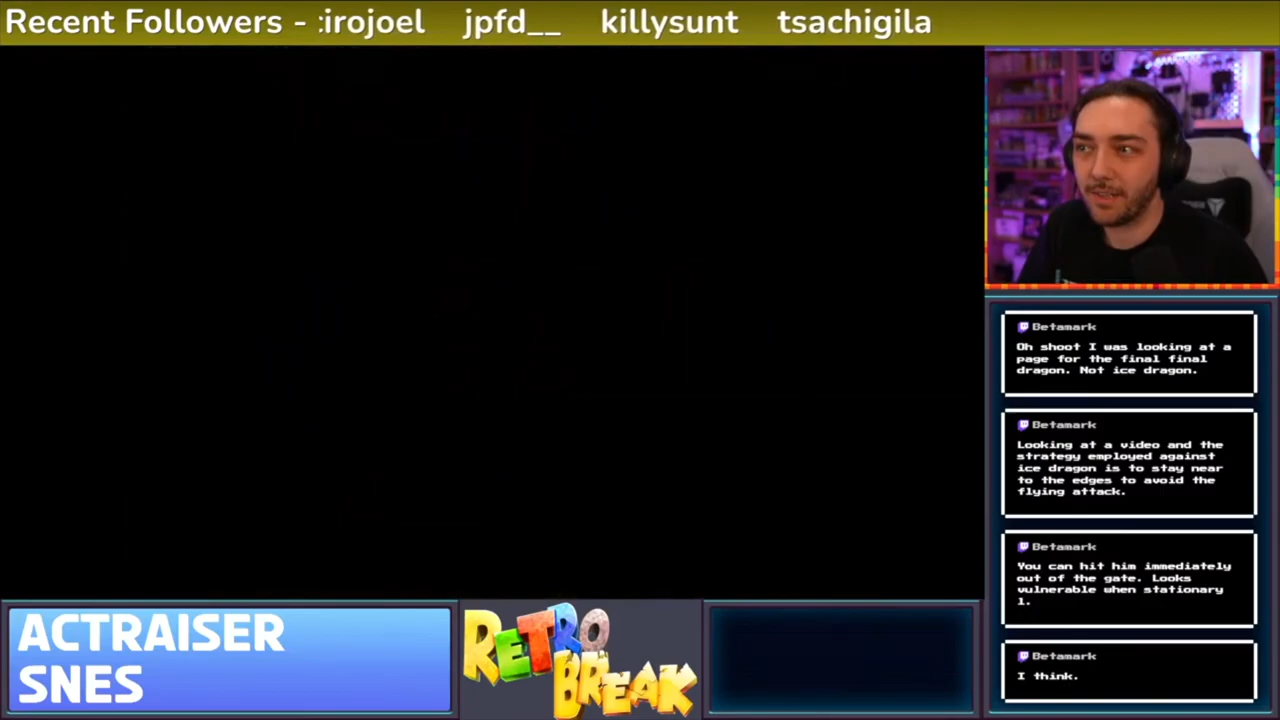 Recent Followers - :irojoel jpfd__ killysunt tsachigila
Betamark
Oh shoot I was looking at a
page for the final final
dragon. Not ice dragon.
Betamark
Looking at a video and the
strategy employed against
ice dragon is to stay near
to the edges to avoid the
flying attack.
Betamark
You can hit him immediately
out of the gate. Looks
vulnerable when stationary
l.
Betamark
I think.
ACTRAISER
SNES
RETRO
BREAK